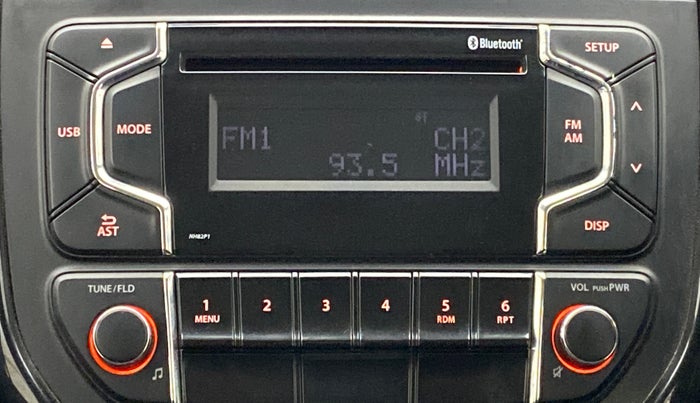 Bluetooth
SETUP
USB
MODE
FM
AM
FM1 CH2
93.5 MHz
AST
DISP
TUNE/FLD
VOL PUSH PWR
1 2 3 4 5 6
MENU RDM RPT